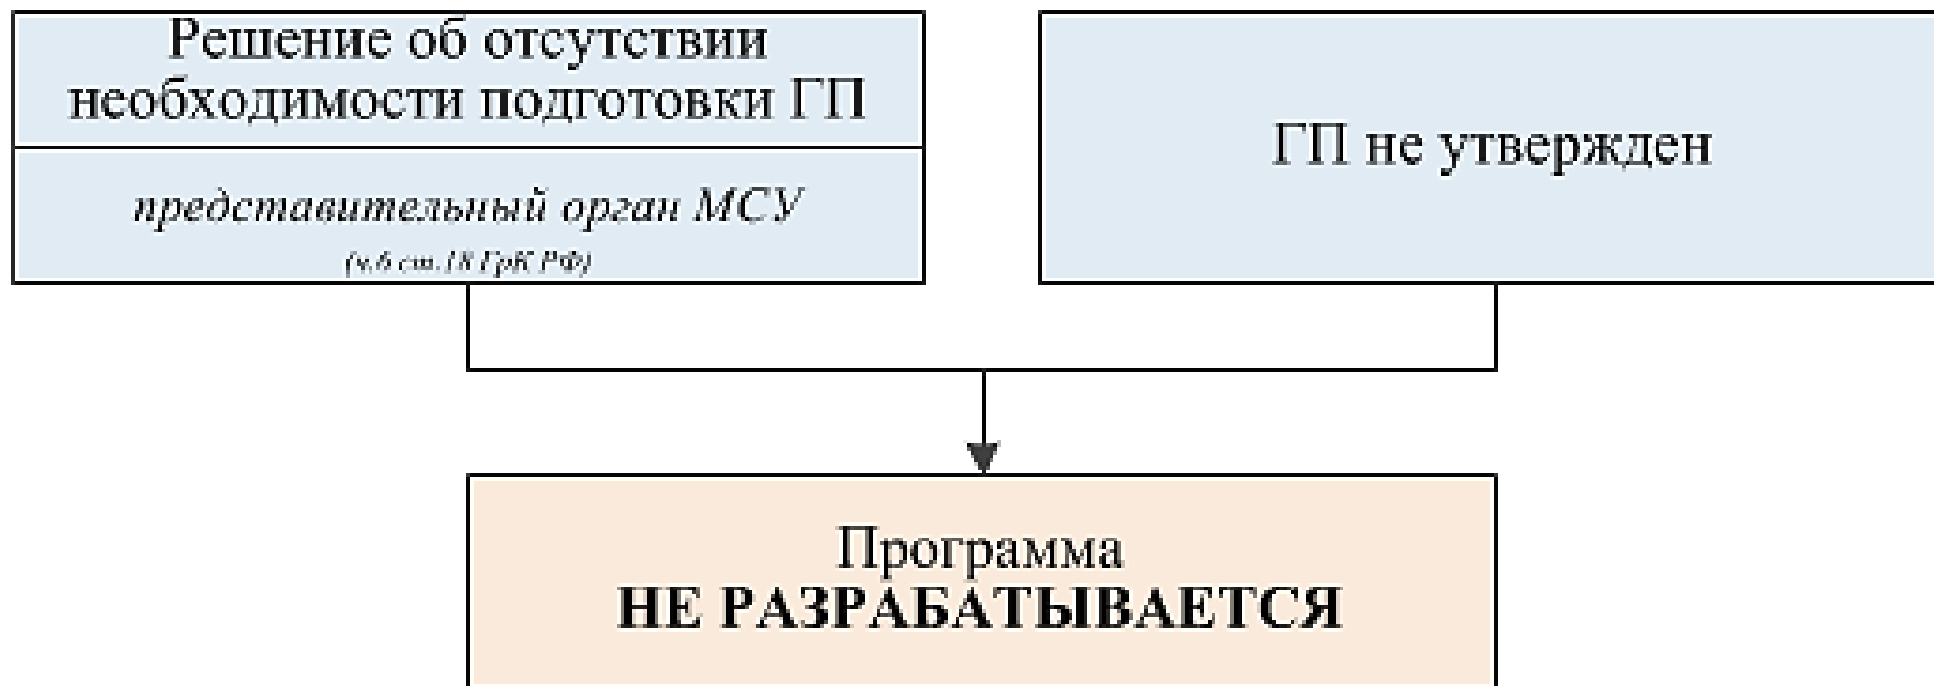 Решение об отсутствии
необходимости подготовки ГП
представительный орган МСУ
(ч.6 ст.18 ГрК РФ)
ГП не утвержден
Программа
НЕ РАЗРАБАТЫВАЕТСЯ